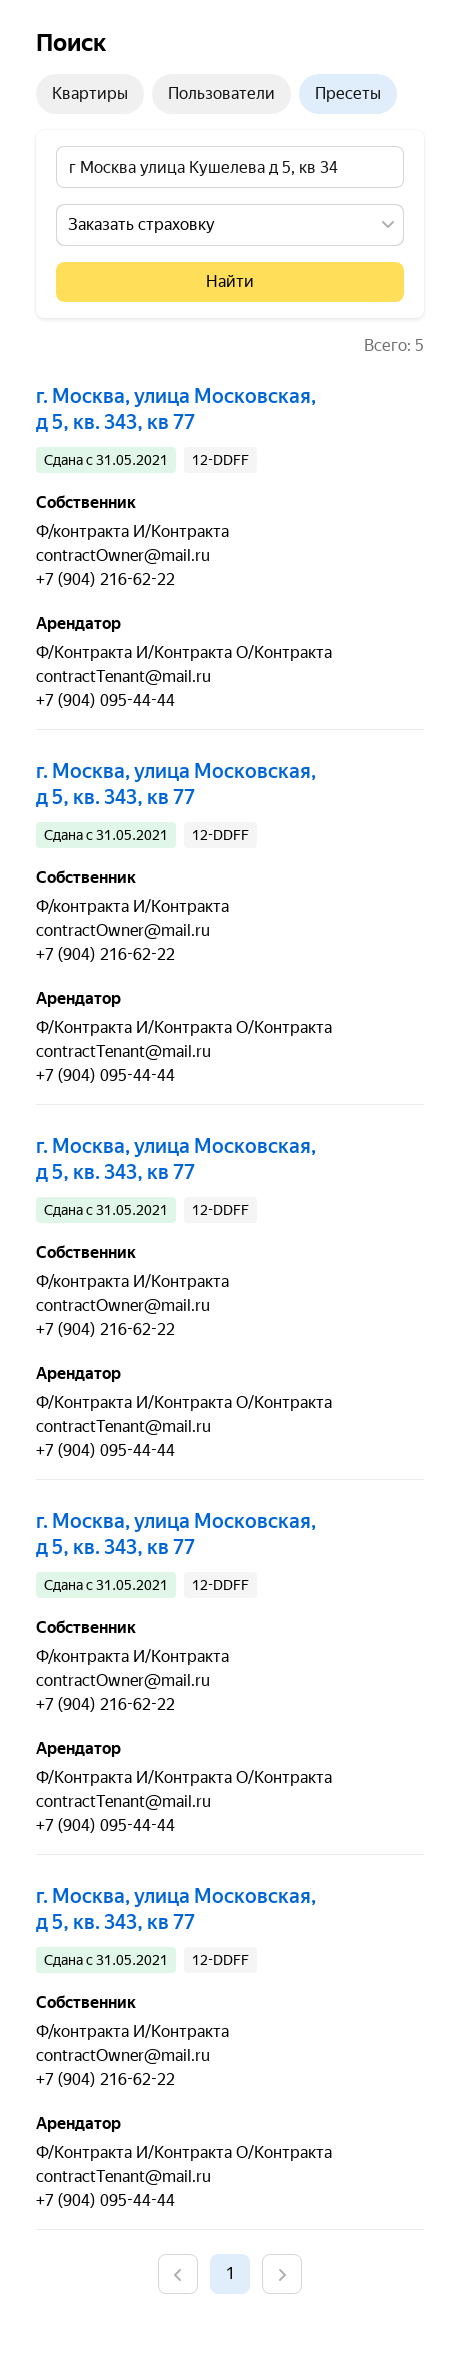 Поиск
Квартиры Пользователи Пресеты
г Москва улица Кушелева д 5, кв 34
Заказать страховку
Найти
Всего: 5
г. Москва, улица Московская,
д 5, кв. 343, кв 77
Сдана с 31.05.2021 12-DDFF
Собственник
Ф/контракта И/Контракта
contractOwner@mail.ru
+7 (904) 216-62-22
Арендатор
Ф/Контракта И/Контракта О/Контракта
contractTenant@mail.ru
+7 (904) 095-44-44
г. Москва, улица Московская,
д 5, кв. 343, кв 77
Сдана с 31.05.2021 12-DDFF
Собственник
Ф/контракта И/Контракта
contractOwner@mail.ru
+7 (904) 216-62-22
Арендатор
Ф/Контракта И/Контракта О/Контракта
contractTenant@mail.ru
+7 (904) 095-44-44
г. Москва, улица Московская,
д 5, кв. 343, кв 77
Сдана с 31.05.2021 12-DDFF
Собственник
Ф/контракта И/Контракта
contractOwner@mail.ru
+7 (904) 216-62-22
Арендатор
Ф/Контракта И/Контракта О/Контракта
contractTenant@mail.ru
+7 (904) 095-44-44
г. Москва, улица Московская,
д 5, кв. 343, кв 77
Сдана с 31.05.2021 12-DDFF
Собственник
Ф/контракта И/Контракта
contractOwner@mail.ru
+7 (904) 216-62-22
Арендатор
Ф/Контракта И/Контракта О/Контракта
contractTenant@mail.ru
+7 (904) 095-44-44
г. Москва, улица Московская,
д 5, кв. 343, кв 77
Сдана с 31.05.2021 12-DDFF
Собственник
Ф/контракта И/Контракта
contractOwner@mail.ru
+7 (904) 216-62-22
Арендатор
Ф/Контракта И/Контракта О/Контракта
contractTenant@mail.ru
+7 (904) 095-44-44
1